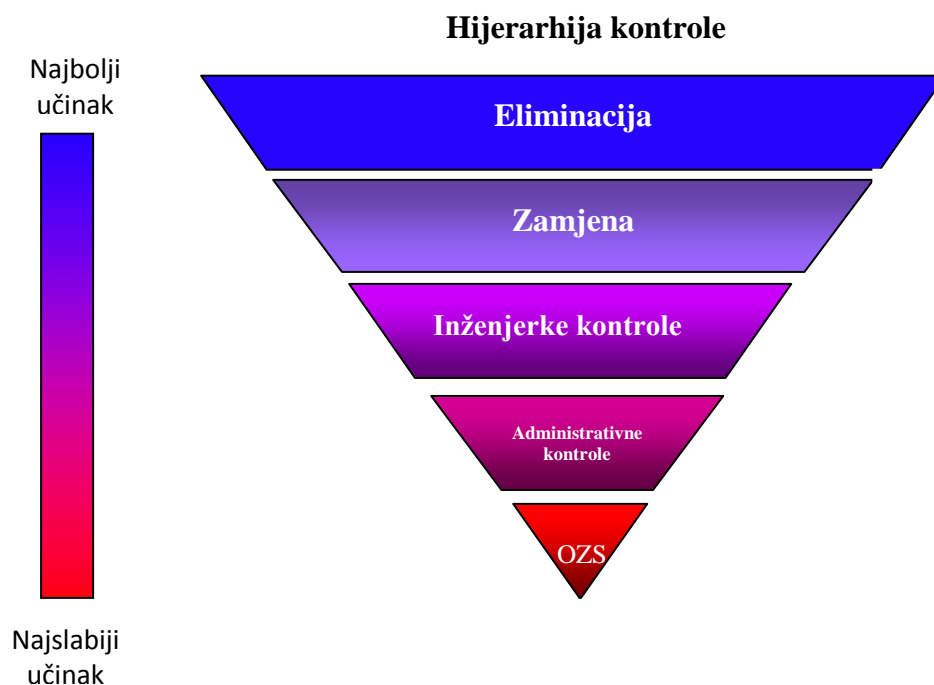 Hijerarhija kontrole
Najbolji
učinak
Eliminacija
Zamjena
Inženjerke kontrole
Administrativne
kontrole
OZS
Najslabiji
učinak